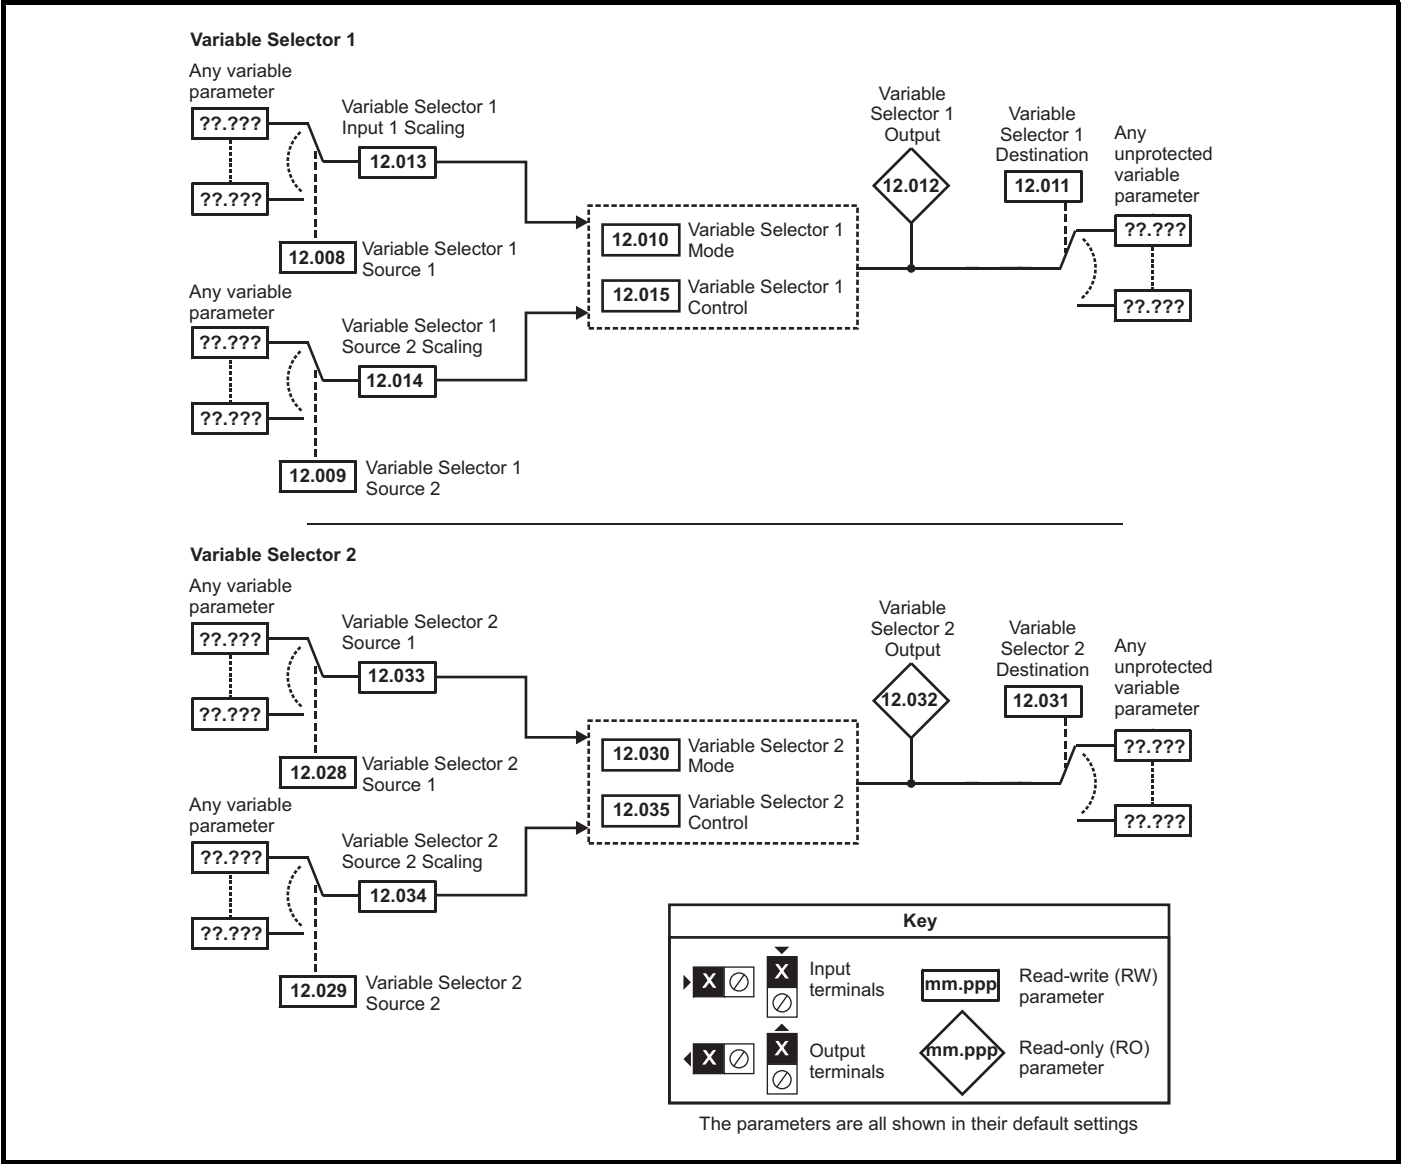 Variable Selector 1
Any variable
parameter
??.???
??.???
Variable Selector 1
Input 1 Scaling
12.013
12.008
Variable Selector 1
Source 1
Any variable
parameter
??.???
??.???
Variable Selector 1
Source 2 Scaling
12.014
12.009
Variable Selector 1
Source 2
12.010
Variable Selector 1
Mode
12.015
Variable Selector 1
Control
Variable
Selector 1
Output
12.012
Variable
Selector 1
Destination
12.011
Any
unprotected
variable
parameter
??.???
??.???
Variable Selector 2
Any variable
parameter
??.???
??.???
Variable Selector 2
Source 1
12.033
12.028
Variable Selector 2
Source 1
Any variable
parameter
??.???
??.???
Variable Selector 2
Source 2 Scaling
12.034
12.029
Variable Selector 2
Source 2
12.030
Variable Selector 2
Mode
12.035
Variable Selector 2
Control
Variable
Selector 2
Output
12.032
Variable
Selector 2
Destination
12.031
Any
unprotected
variable
parameter
??.???
??.???
Key
X
X
Input
terminals
mm.ppp
Read-write (RW)
parameter
X
X
Output
terminals
mm.ppp
Read-only (RO)
parameter
The parameters are all shown in their default settings